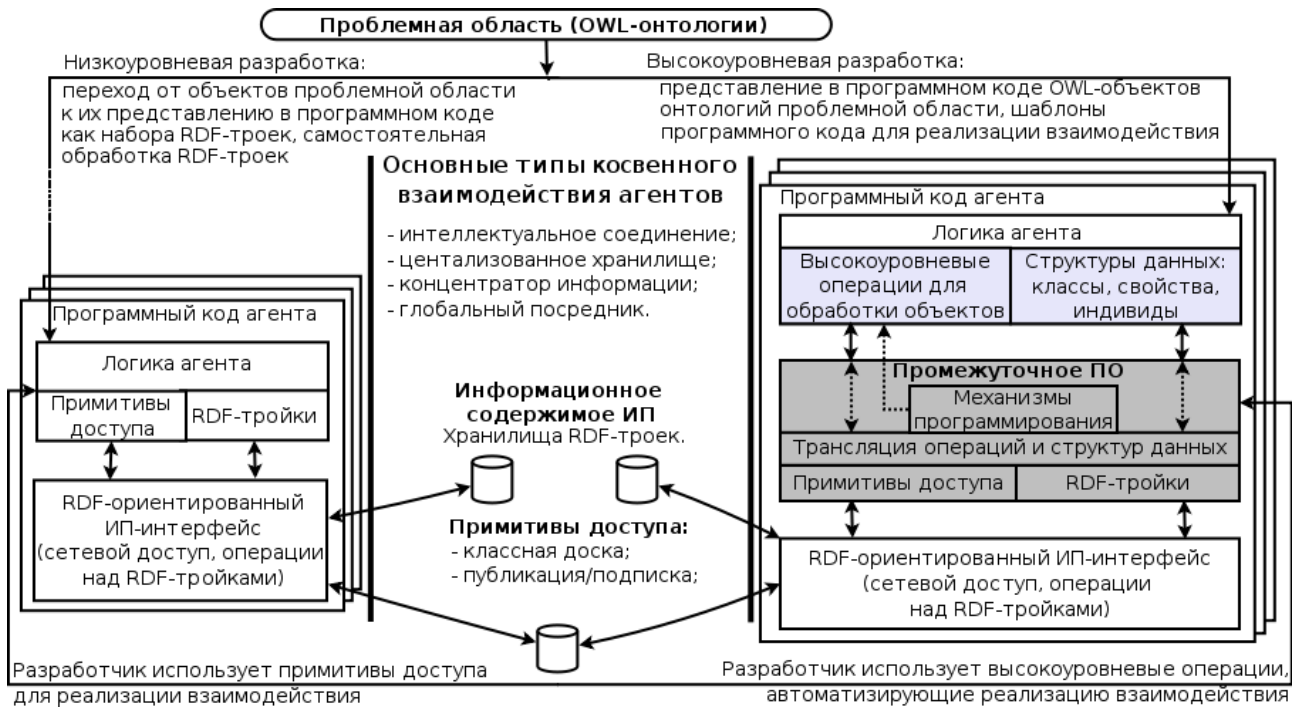 Проблемная область (OWL-онтологии)
Низкоуровневая разработка:
переход от объектов проблемной области
к их представлению в программном коде
как набора RDF-троек, самостоятельная
обработка RDF-троек
Высокоуровневая разработка:
представление в программном коде OWL-объектов
онтологий проблемной области, шаблоны
программного кода для реализации взаимодействия
Основные типы косвенного
взаимодействия агентов
- интеллектуальное соединение;
- централизованное хранилище;
- концентратор информации;
- глобальный посредник.
Программный код агента
Логика агента
Примитивы
доступа
RDF-тройки
RDF-ориентированный
ИП-интерфейс
(сетевой доступ, операции
над RDF-тройками)
Информационное
содержимое ИП
Хранилища RDF-троек.
Примитивы доступа:
- классная доска;
- публикация/подписка;
Программный код агента
Логика агента
Высокоуровневые
операции для
обработки объектов
Структуры данных:
классы, свойства,
индивиды
Промежуточное ПО
Механизмы
программирования
Трансляция операций и структур данных
Примитивы доступа
RDF-тройки
RDF-ориентированный ИП-интерфейс
(сетевой доступ, операции
над RDF-тройками)
Разработчик использует примитивы доступа
для реализации взаимодействия
Разработчик использует высокоуровневые операции,
автоматизирующие реализацию взаимодействия